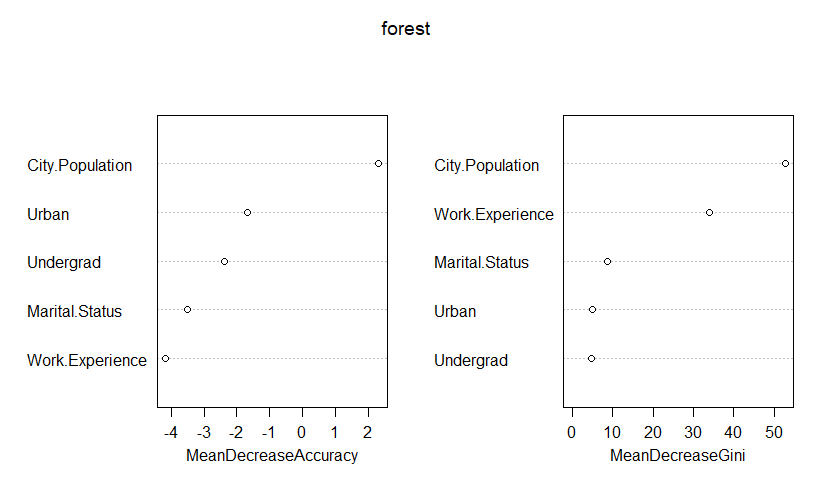 forest
City.Population
Urban
Undergrad
Marital.Status
Work.Experience
-4 -3 -2 -1 0 1 2
MeanDecreaseAccuracy
City.Population
Work.Experience
Marital.Status
Urban
Undergrad
0 10 20 30 40 50
MeanDecreaseGini